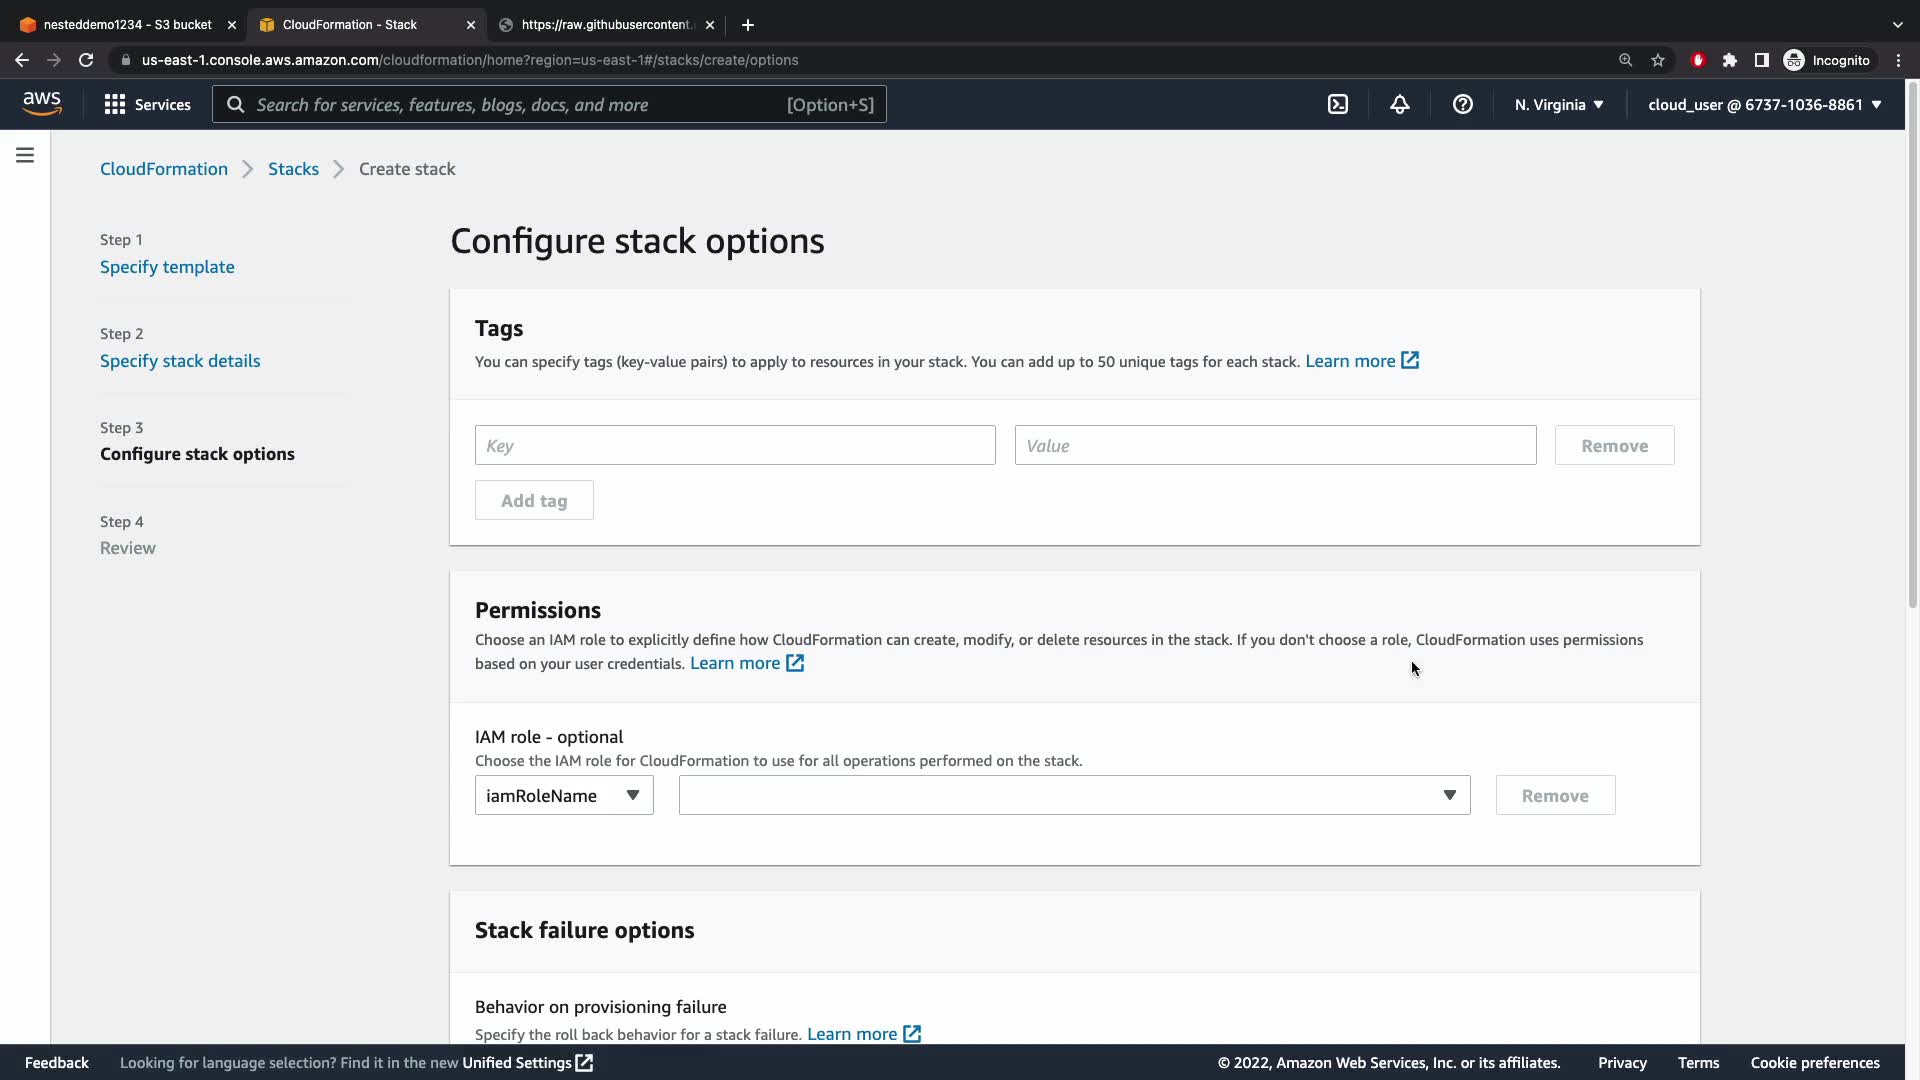 nesteddemo1234 - S3 bucket
CloudFormation - Stack
https://raw.githubusercontent.
us-east-1.console.aws.amazon.com/cloudformation/home?region=us-east-1#/stacks/create/options
Incognito
aws
Services
Search for services, features, blogs, docs, and more
[Option+S]
N. Virginia
cloud_user @ 6737-1036-8861
CloudFormation
Stacks
Create stack
Step 1
Specify template
Step 2
Specify stack details
Step 3
Configure stack options
Step 4
Review
Configure stack options
Tags
You can specify tags (key-value pairs) to apply to resources in your stack. You can add up to 50 unique tags for each stack. Learn more
Key
Value
Remove
Add tag
Permissions
Choose an IAM role to explicitly define how CloudFormation can create, modify, or delete resources in the stack. If you don't choose a role, CloudFormation uses permissions
based on your user credentials. Learn more
IAM role - optional
Choose the IAM role for CloudFormation to use for all operations performed on the stack.
iamRoleName
Remove
Stack failure options
Behavior on provisioning failure
Specify the roll back behavior for a stack failure. Learn more
Feedback
Looking for language selection? Find it in the new Unified Settings
© 2022, Amazon Web Services, Inc. or its affiliates.
Privacy
Terms
Cookie preferences